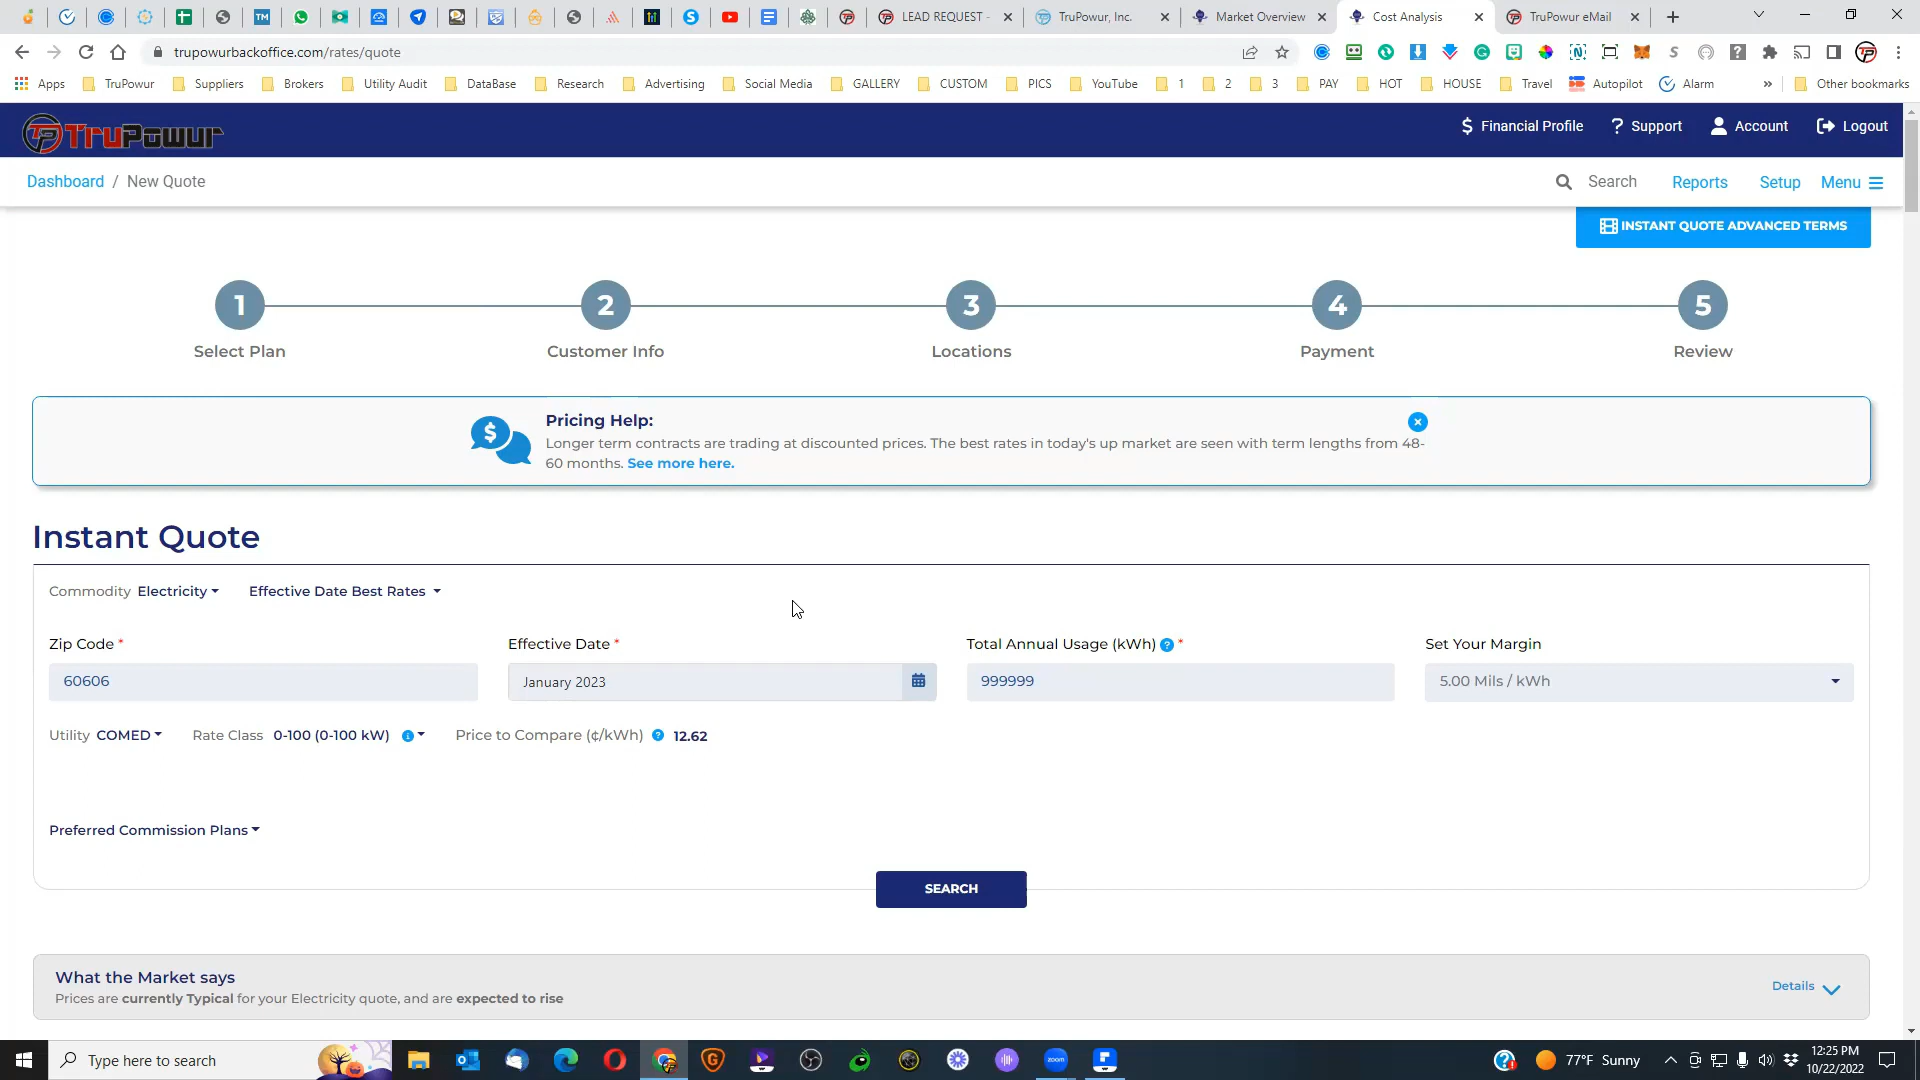 LEAD REQUEST -
TruPowur, Inc.
Market Overview
Cost Analysis
TruPowur eMail
trupowurbackoffice.com/rates/quote
Apps
TruPowur
Suppliers
Brokers
Utility Audit
DataBase
Research
Advertising
Social Media
GALLERY
CUSTOM
PICS
YouTube
1
2
3
PAY
HOT
HOUSE
Travel
Autopilot
Alarm
»
Other bookmarks
TruPowur
Financial Profile
Support
Account
Logout
Dashboard / New Quote
Search
Reports
Setup
Menu
INSTANT QUOTE ADVANCED TERMS
1
2
3
4
5
Select Plan
Customer Info
Locations
Payment
Review
Pricing Help:
Longer term contracts are trading at discounted prices. The best rates in today's up market are seen with term lengths from 48-
60 months. See more here.
Instant Quote
Commodity Electricity
Effective Date Best Rates
Zip Code *
Effective Date *
Total Annual Usage (kWh) ? *
Set Your Margin
60606
January 2023
999999
5.00 Mils / kWh
Utility COMED
Rate Class 0-100 (0-100 kW)
Price to Compare (¢/kWh) ? 12.62
Preferred Commission Plans
SEARCH
What the Market says
Prices are currently Typical for your Electricity quote, and are expected to rise
Details
Type here to search
zoom
77°F Sunny
12:25 PM
10/22/2022